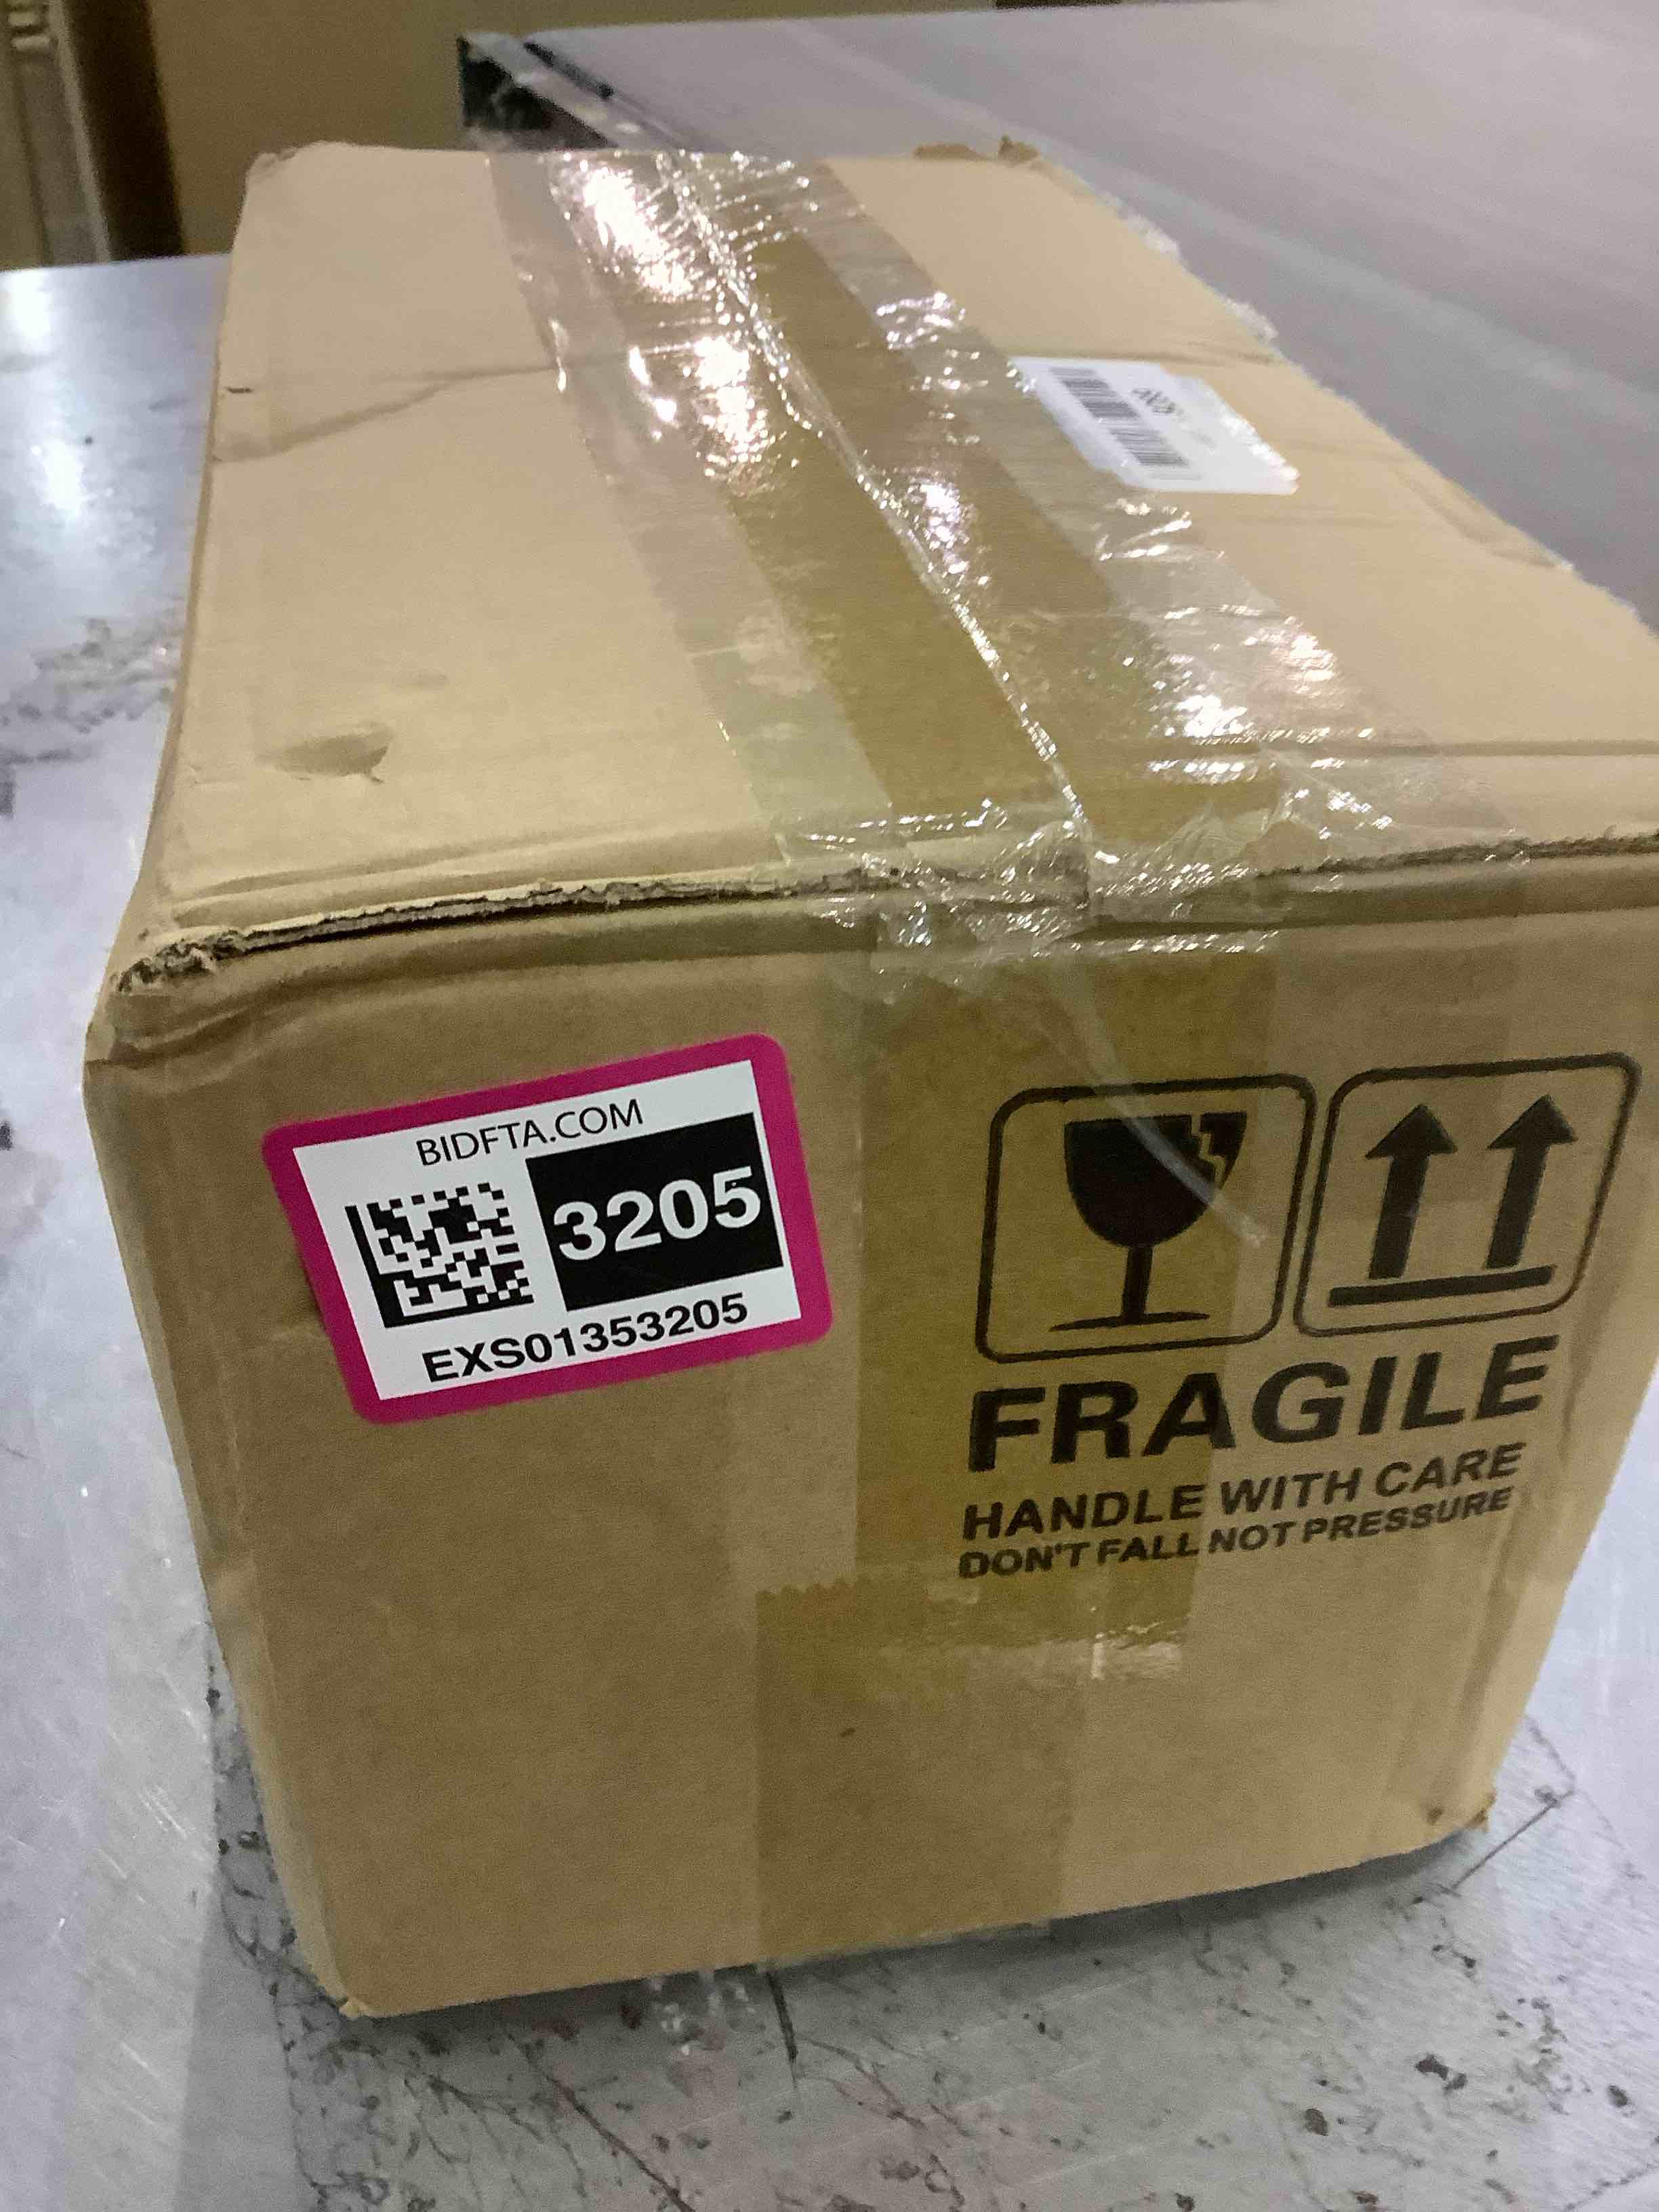 BIDFTA.COM
3205
EXS01353205
FRAGILE
HANDLE WITH CARE
DON'T FALL NOT PRESSURE